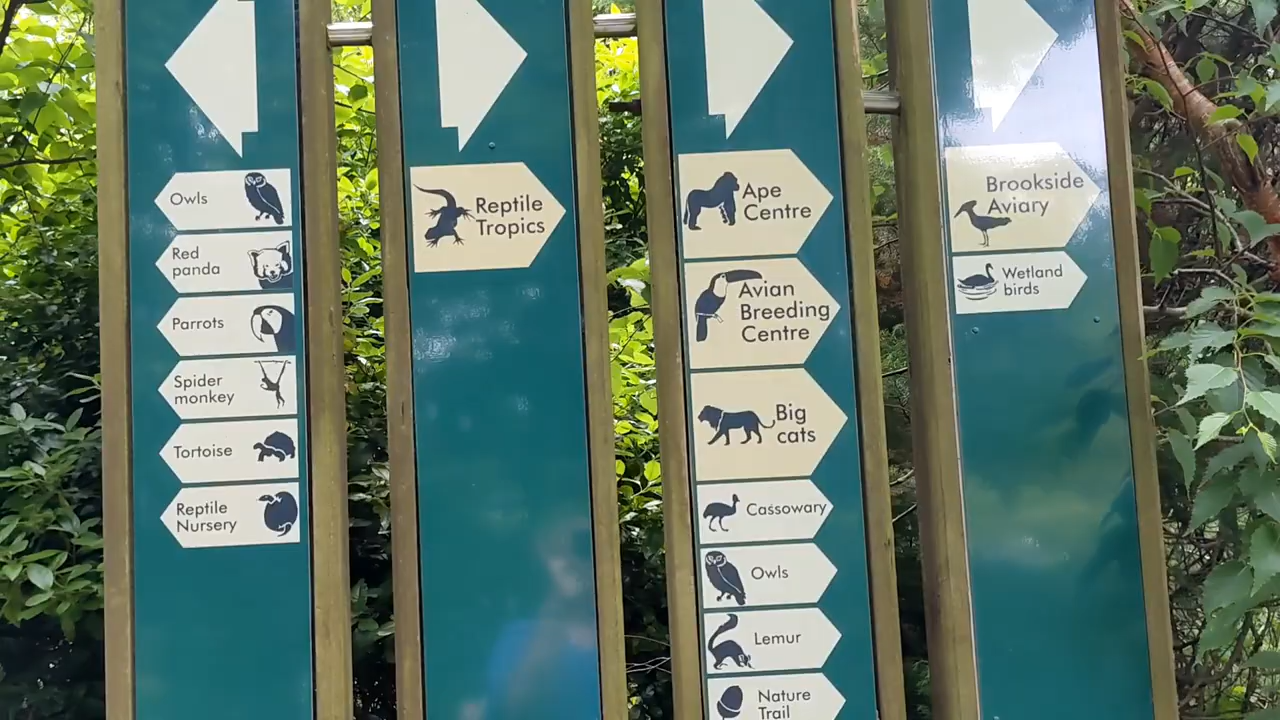 Owls
Red
panda
Parrots
Spider
monkey
Tortoise
Reptile
Nursery
Reptile
Tropics
Ape
Centre
Avian
Breeding
Centre
Big
cats
Cassowary
Owls
Lemur
Nature
Trail
Brookside
Aviary
Wetland
birds